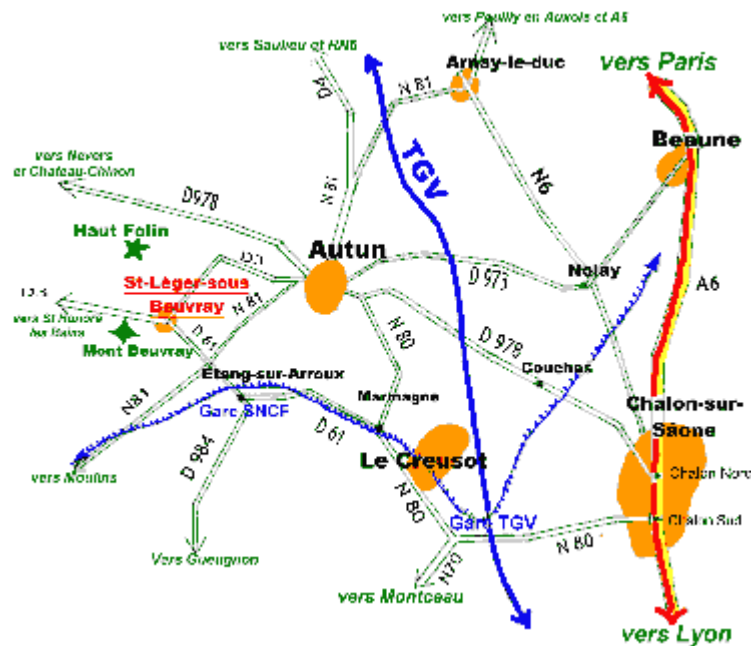 vers Pouilly en Auxois et A6
vers Saulieu et RN6
Arnay-le-duc
vers Paris
D4
N 81
Beaune
TGV
vers Nevers
et Chateau-Chinon
N 81
N6
D978
Haut Folin
Autun
D3
St-Léger-sous
Beuvray
D 973
Nolay
A6
D3
vers St Honoré
les Bains
N 81
D 61
N 80
D 978
Mont Beuvray
Etang-sur-Arroux
Couches
Marmagne
N81
Gare SNCF
D 61
Chalon-sur-
Saône
Le Creusot
Chalon Nord
vers Moulins
D 984
N 80
Gare TGV
Chalon Sud
N 80
Vers Gueugnon
N70
vers Montceau
vers Lyon